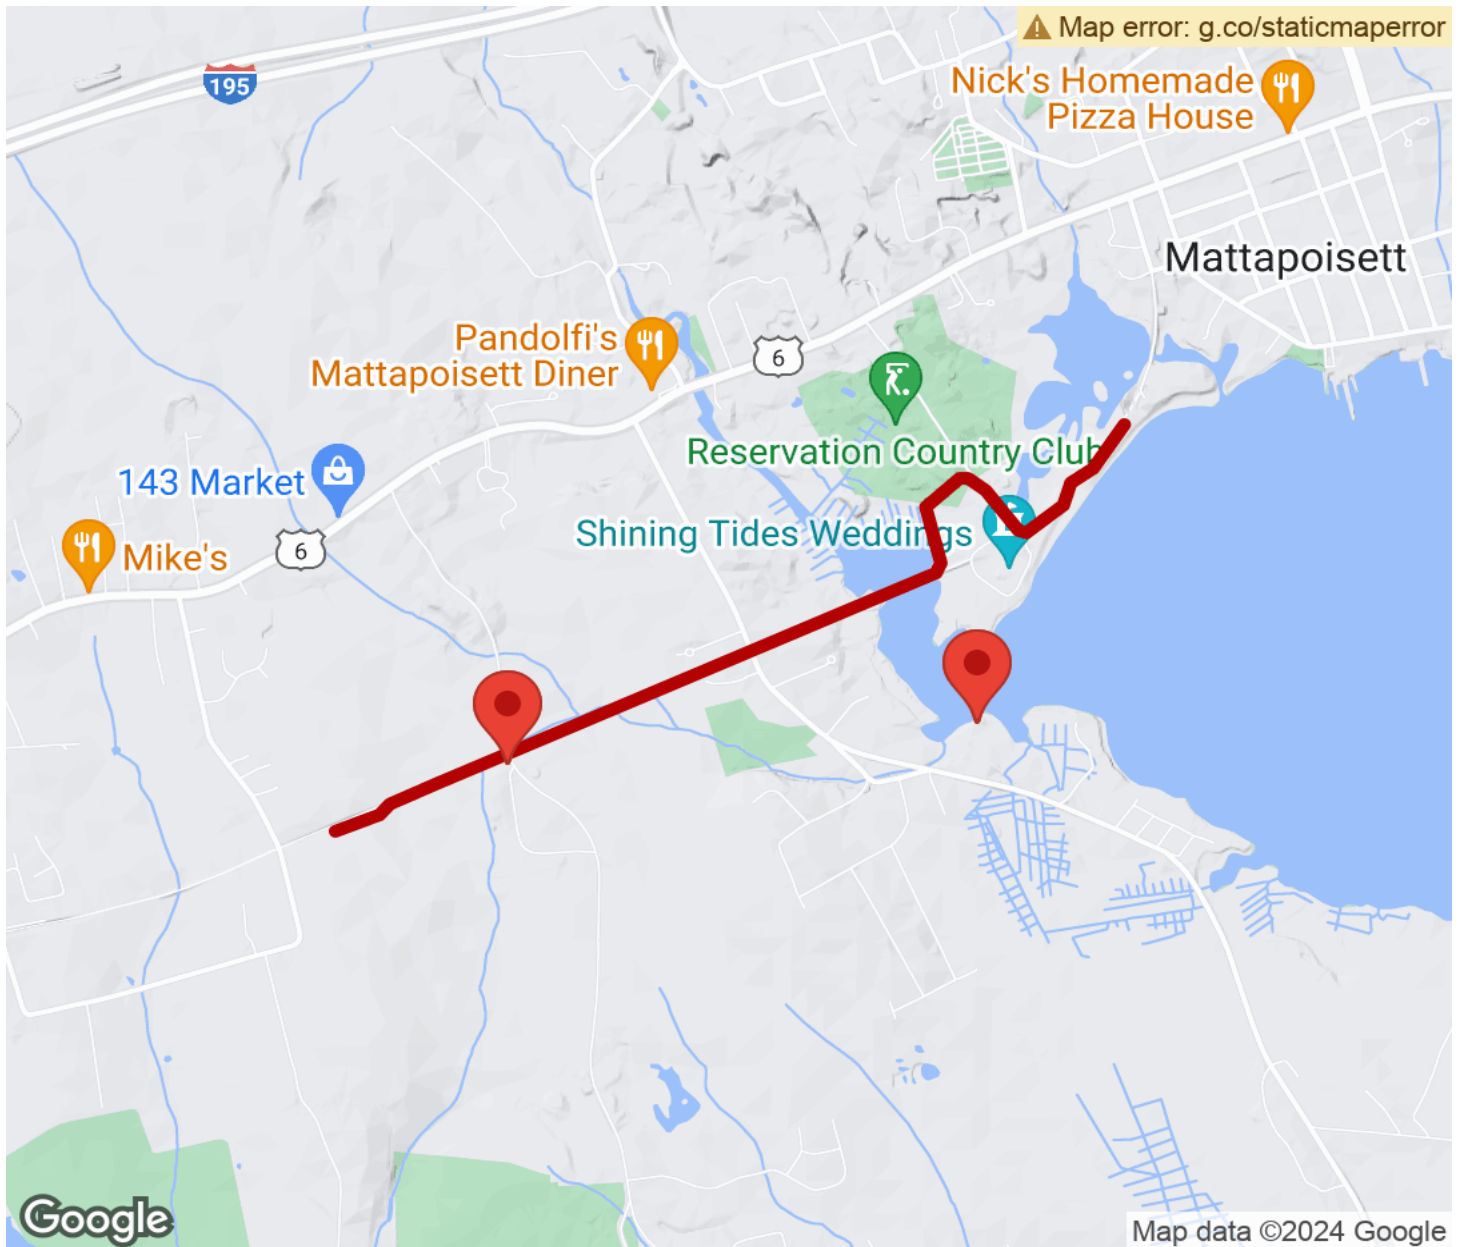 Map error: g.co/staticmaperror
195
Nick's Homemade
Pizza House
Mattapoisett
Pandolfi's
Mattapoisett Diner
6
Reservation Country Club
143 Market
Shining Tides Weddings
6
Mike's
Google
Map data ©2024 Google